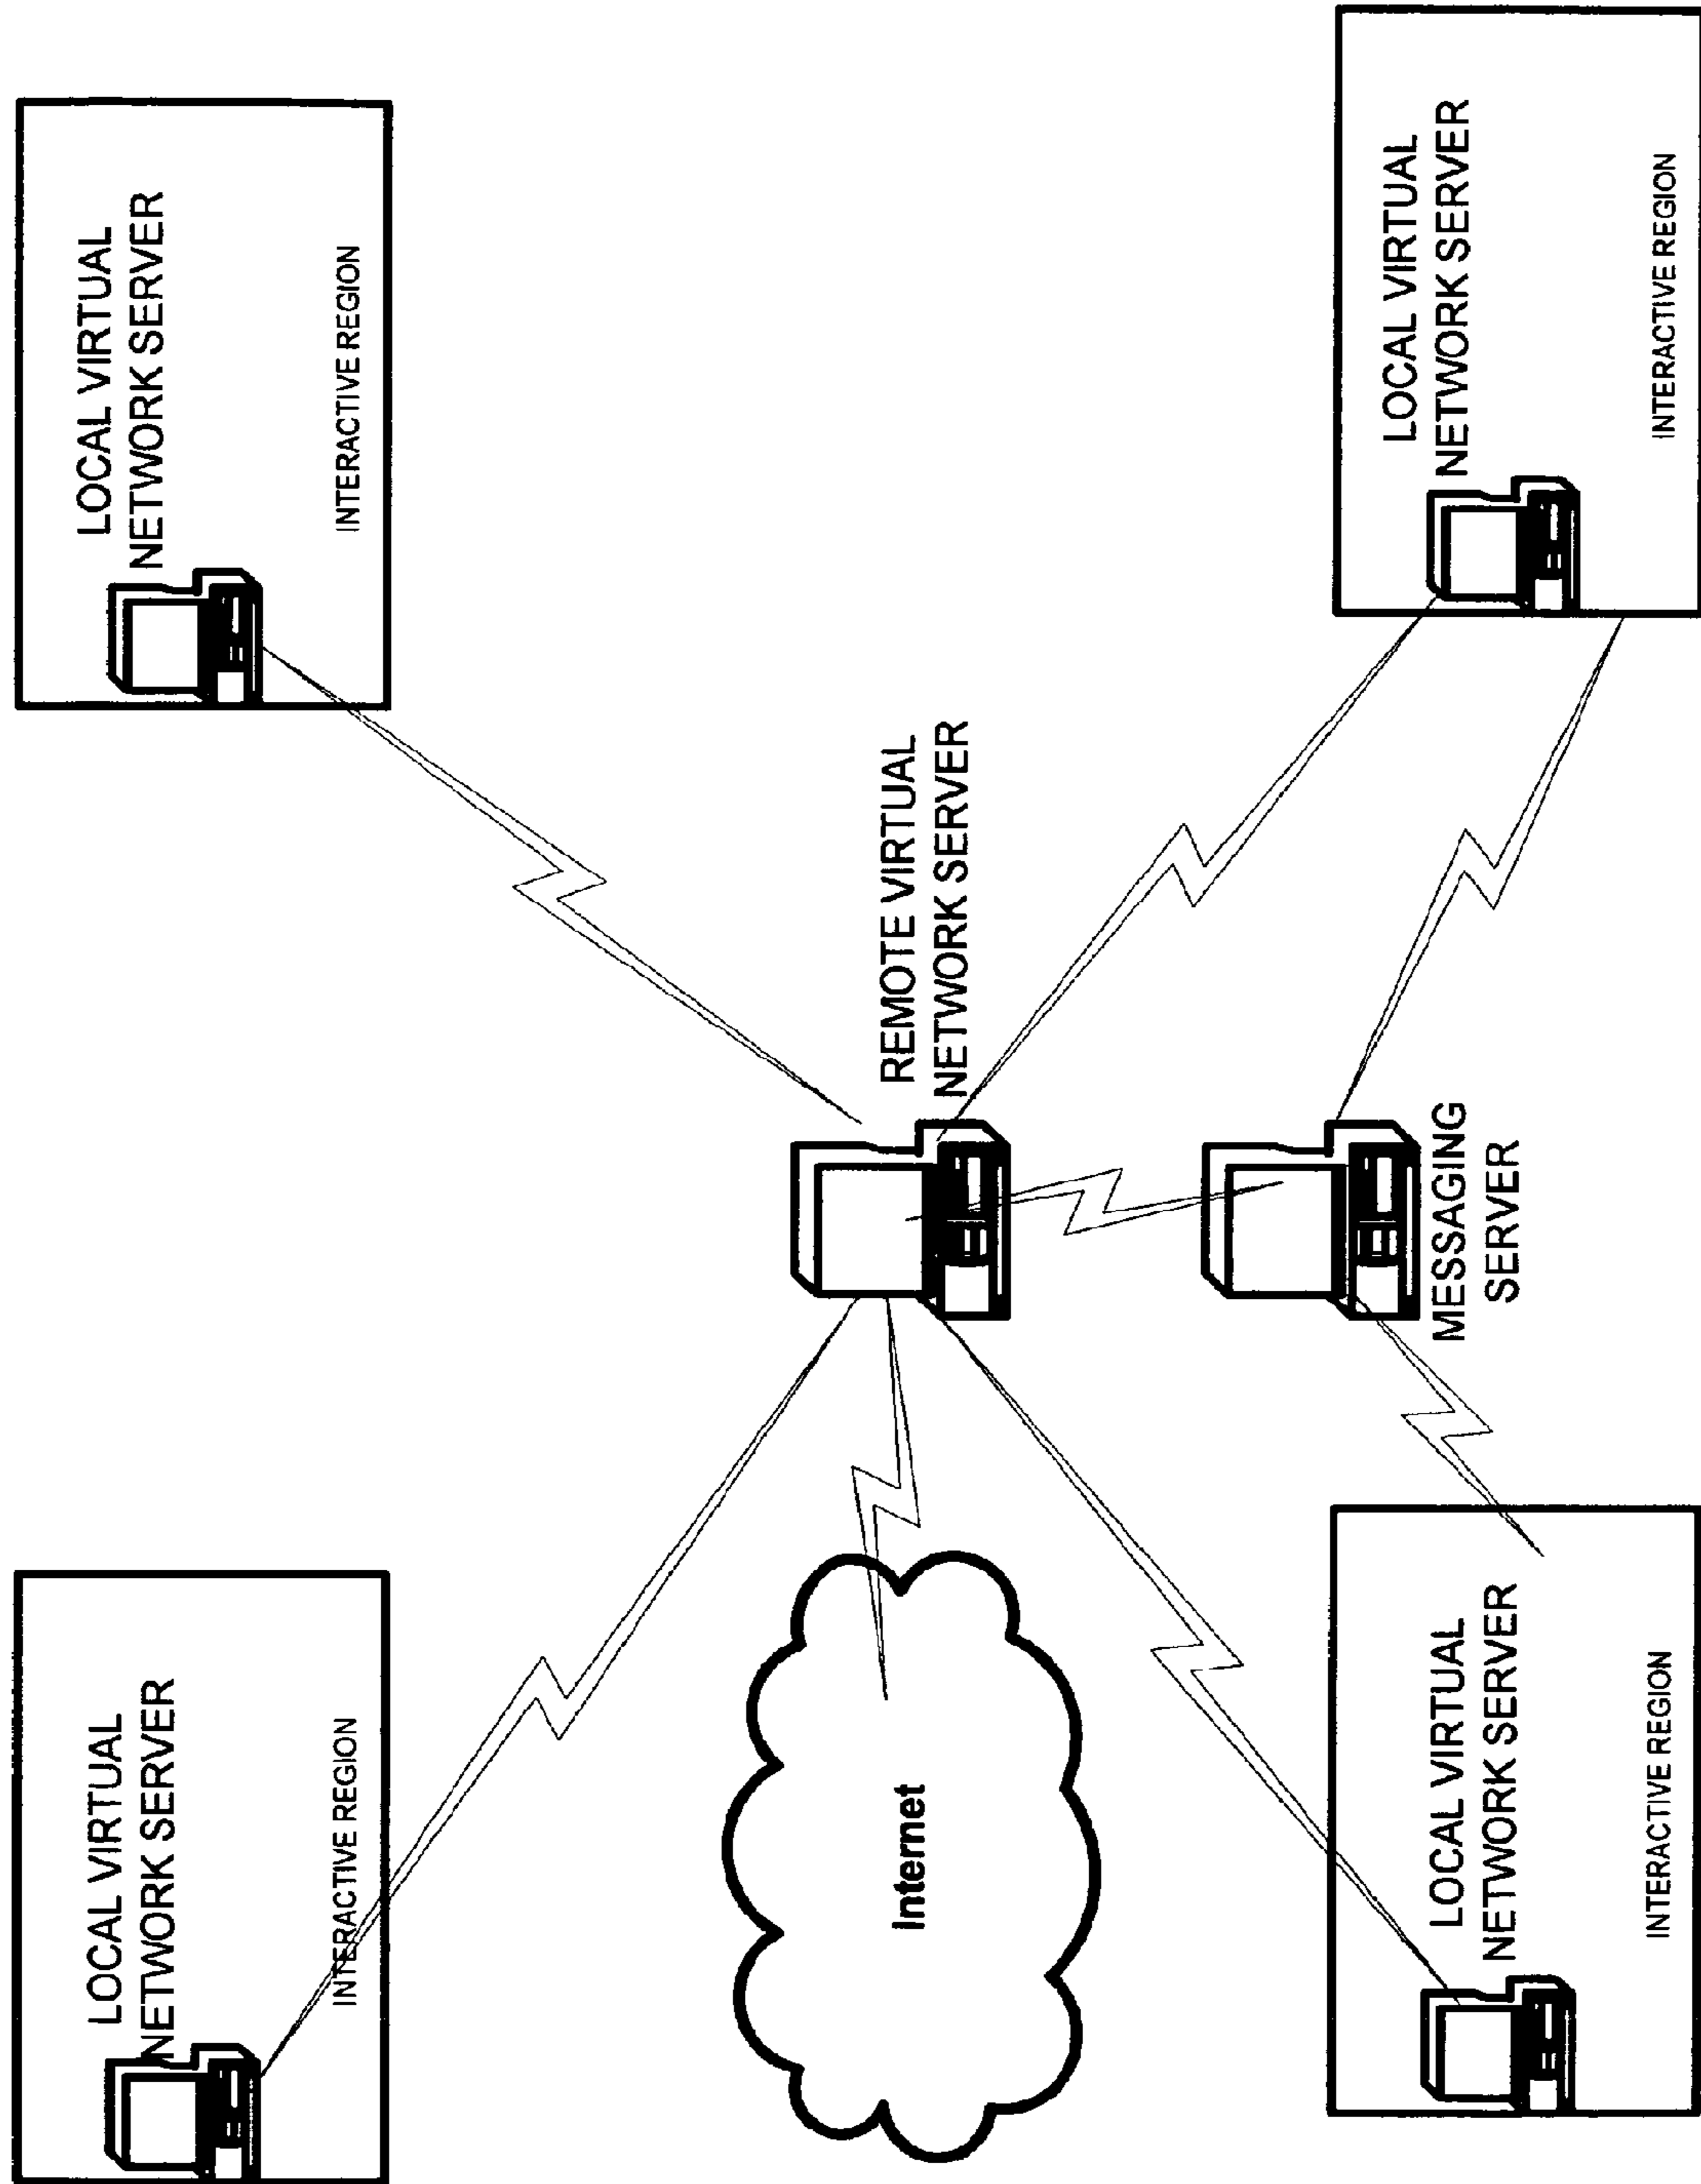 LOCAL VIRTUAL
NETWORK SERVER
INTERACTIVE REGION
LOCAL VIRTUAL
NETWORK SERVER
INTERACTIVE REGION
Internet
REMOTE VIRTUAL
NETWORK SERVER
LOCAL VIRTUAL
NETWORK SERVER
INTERACTIVE REGION
MESSAGING
SERVER
LOCAL VIRTUAL
NETWORK SERVER
INTERACTIVE REGION